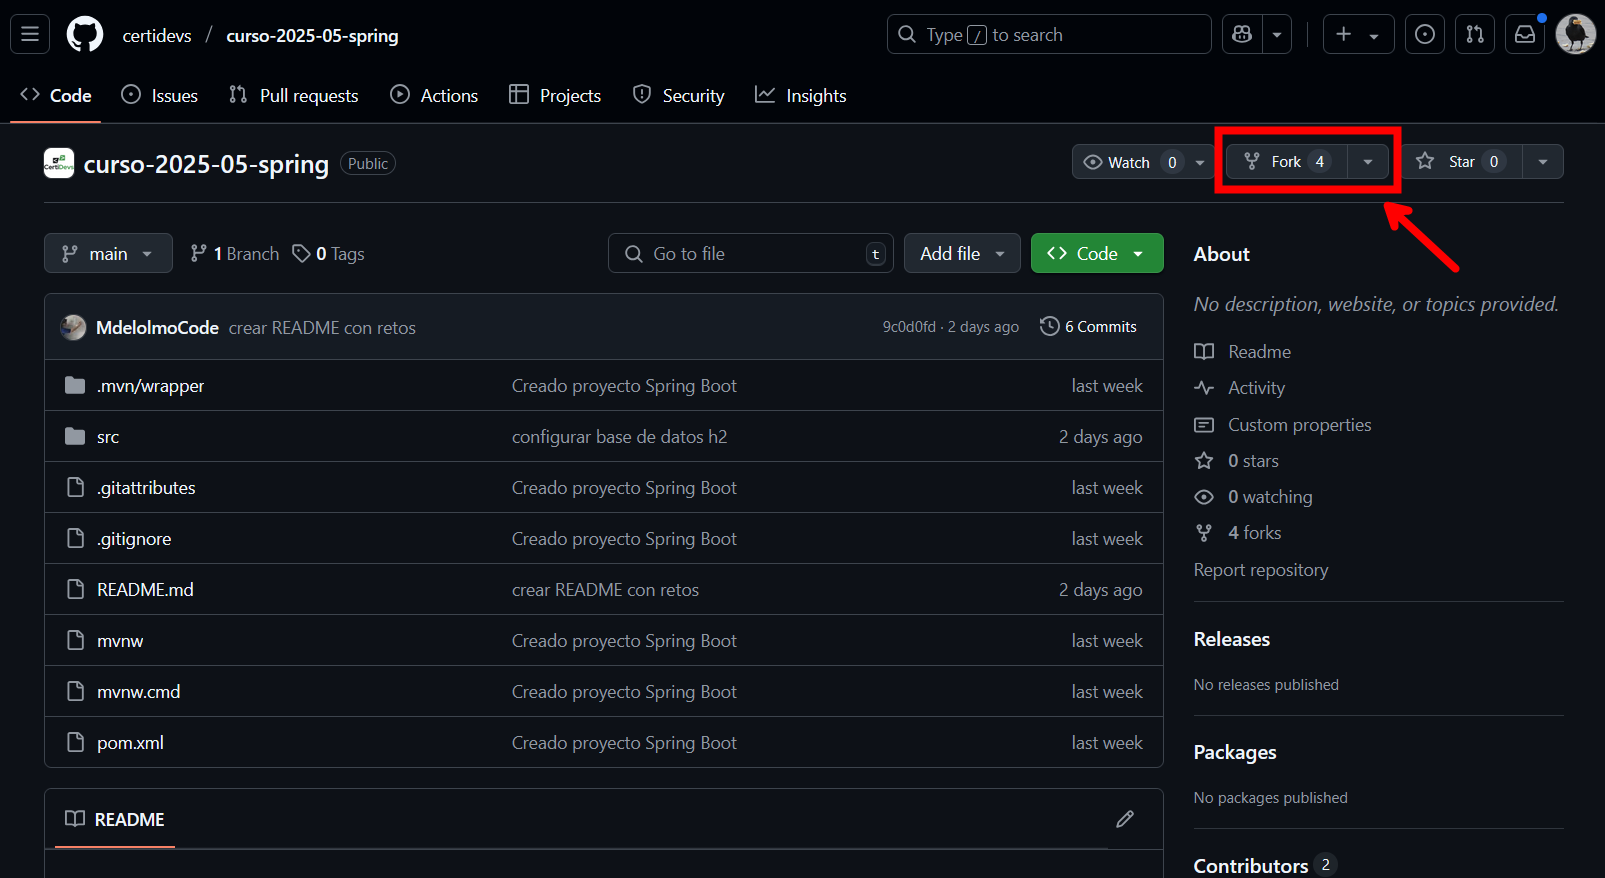 certidevs / curso-2025-05-spring
Type / to search
Code
Issues
Pull requests
Actions
Projects
Security
Insights
CertiDevs
curso-2025-05-spring
Public
Watch 0
Fork 4
Star 0
main
1 Branch
0 Tags
Go to file
t
Add file
Code
MdelolmoCode crear README con retos
9c0d0fd · 2 days ago
6 Commits
.mvn/wrapper Creado proyecto Spring Boot last week
src configurar base de datos h2 2 days ago
.gitattributes Creado proyecto Spring Boot last week
.gitignore Creado proyecto Spring Boot last week
README.md crear README con retos 2 days ago
mvnw Creado proyecto Spring Boot last week
mvnw.cmd Creado proyecto Spring Boot last week
pom.xml Creado proyecto Spring Boot last week
README
About
No description, website, or topics provided.
Readme
Activity
Custom properties
0 stars
0 watching
4 forks
Report repository
Releases
No releases published
Packages
No packages published
Contributors 2